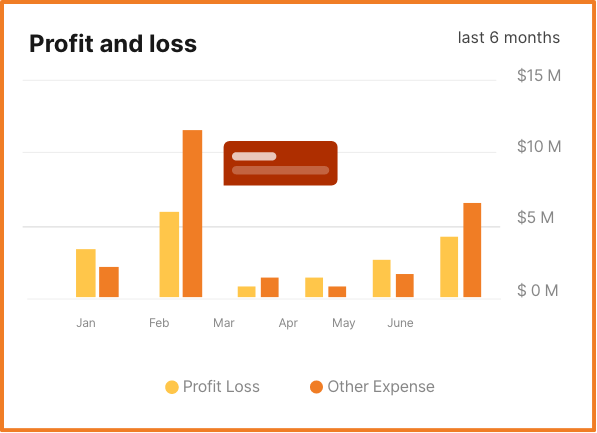 Profit and loss
last 6 months
$15 M
$10 M
$5 M
$ 0 M
Jan Feb Mar Apr May June
Profit Loss Other Expense